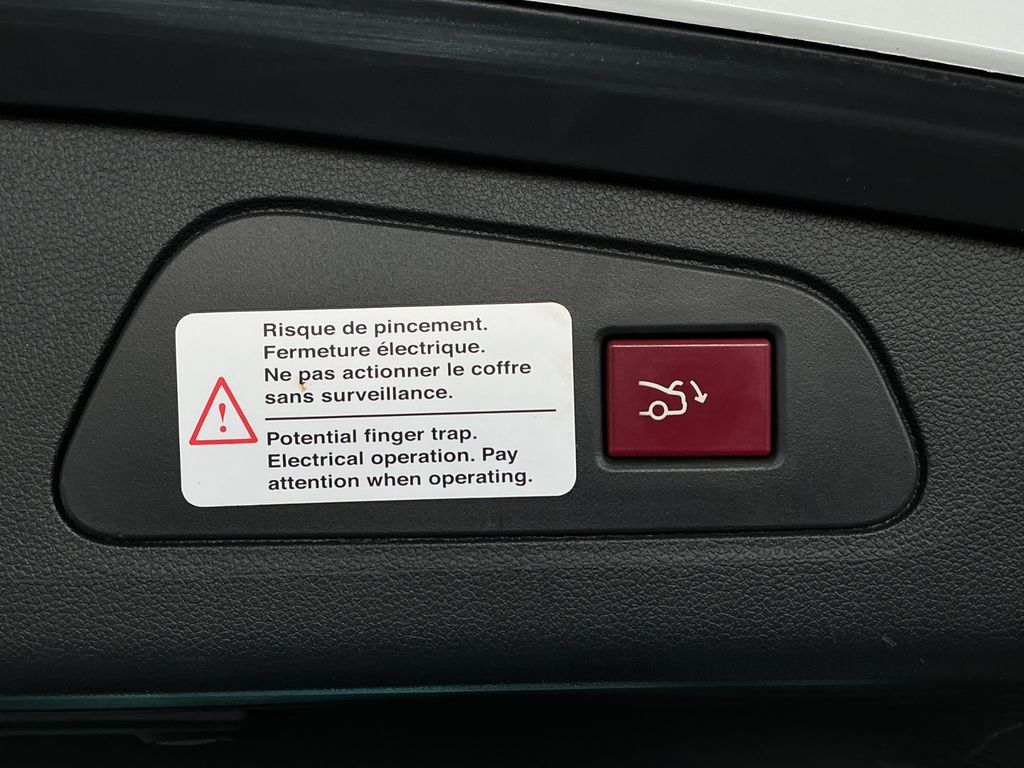 Risque de pincement.
Fermeture électrique.
Ne pas actionner le coffre
sans surveillance.
Potential finger trap.
Electrical operation. Pay
attention when operating.